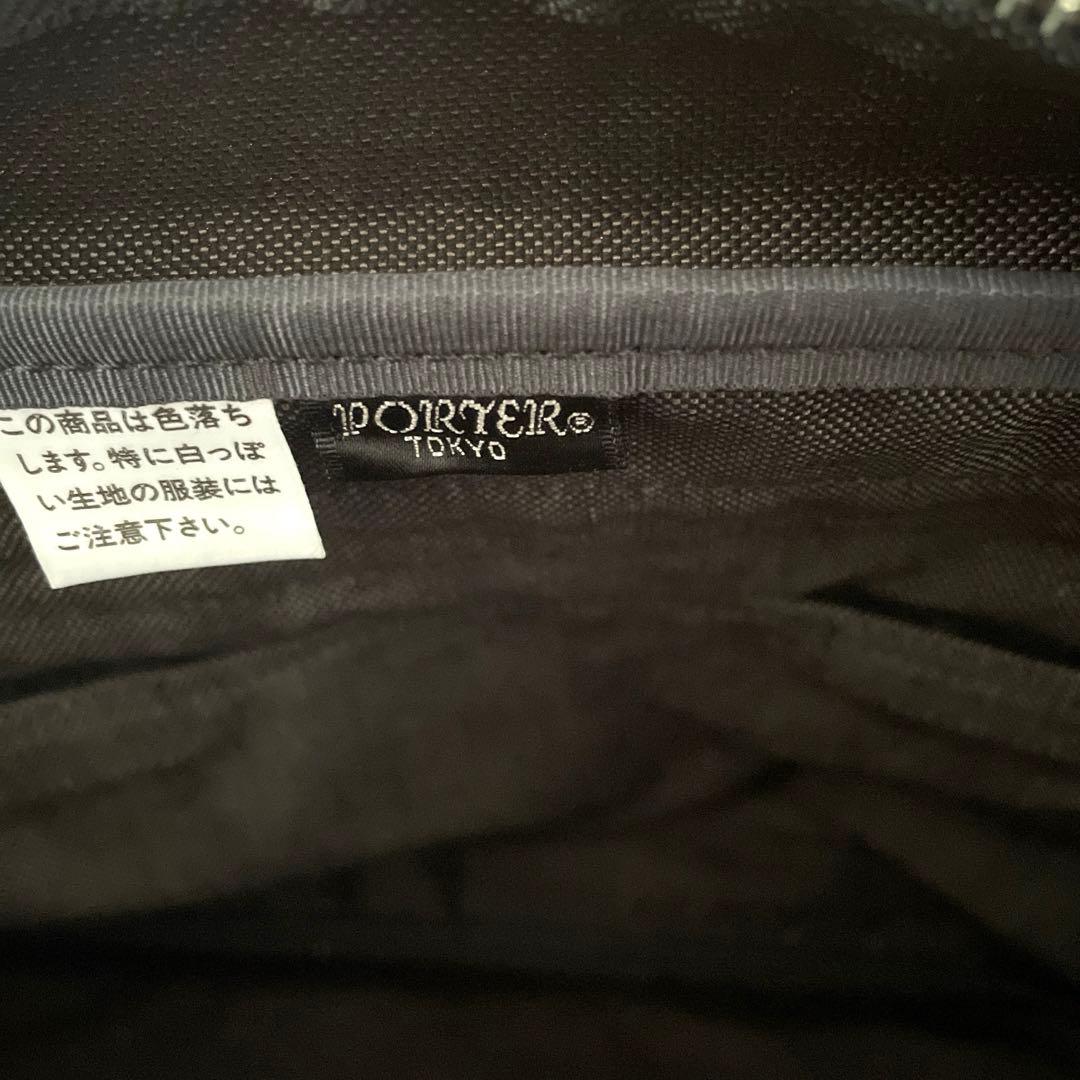 この商品は色落ち
します。特に白っぽ
い生地の服装には
ご注意下さい。
PORTER®
TOKYO